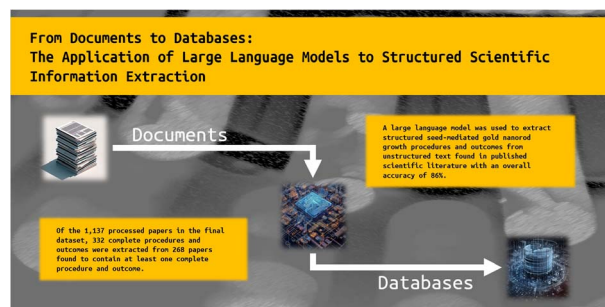 From Documents to Databases:
The Application of Large Language Models to Structured Scientific
Information Extraction
Documents
A large language model was used to extract
structured seed-mediated gold nanorod
growth procedures and outcomes from
unstructured text found in published
scientific literature with an overall
accuracy of 86%.
Of the 1,137 processed papers in the final
dataset, 332 complete procedures and
outcomes were extracted from 268 papers
found to contain at least one complete
procedure and outcome.
Databases